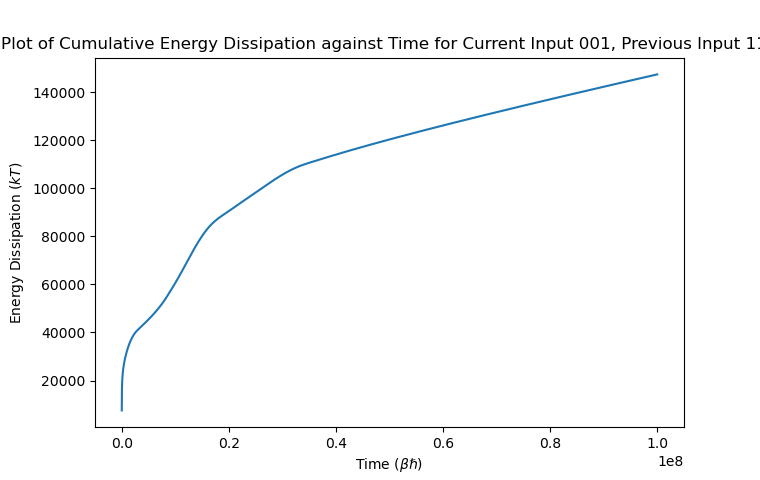 Plot of Cumulative Energy Dissipation against Time for Current Input 001, Previous Input 11
140000
120000
100000
80000
60000
40000
20000
Energy Dissipation (kT)
0.0 0.2 0.4 0.6 0.8 1.0
1e8
Time (βħ)